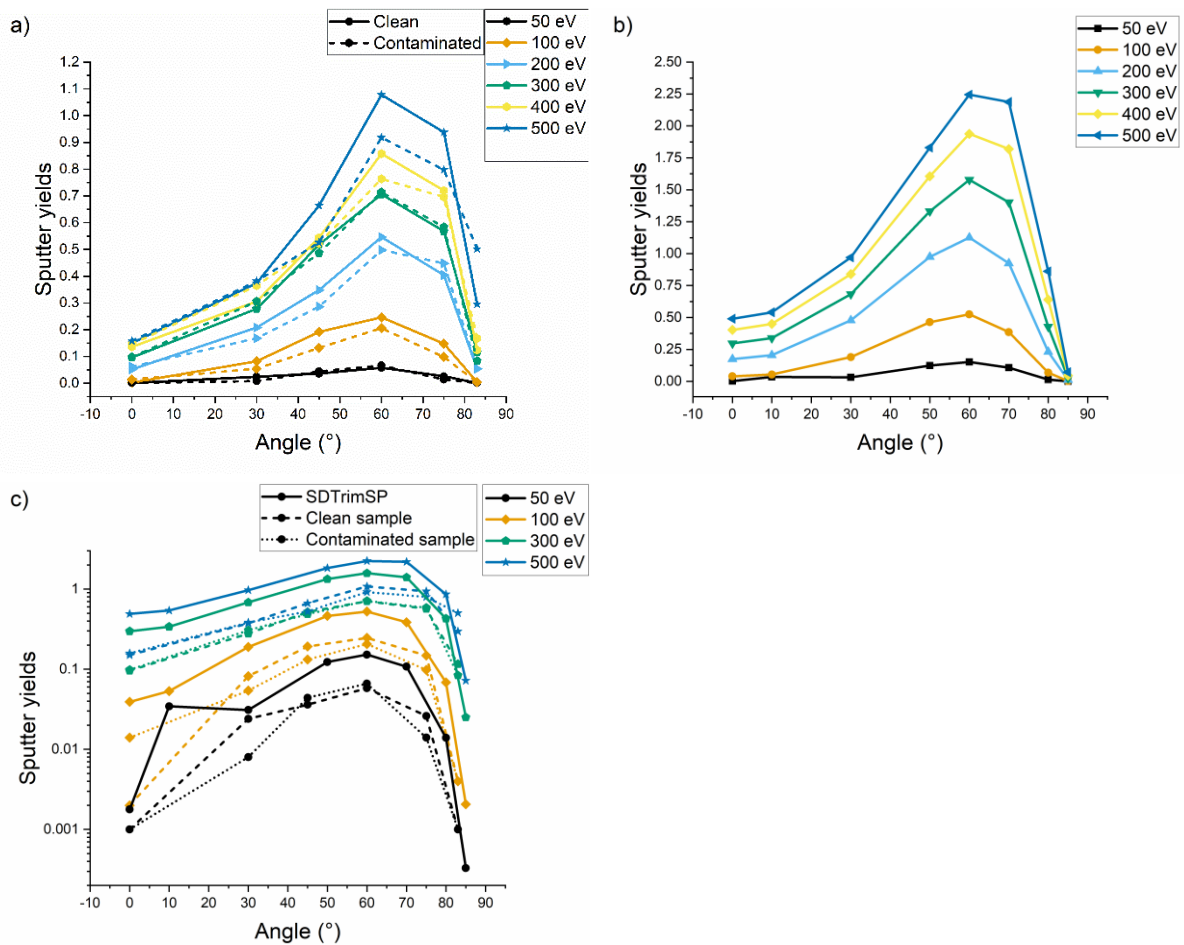 a)
Clean
Contaminated
50 eV
100 eV
200 eV
300 eV
400 eV
500 eV
1.2
1.1
1.0
0.9
0.8
0.7
0.6
0.5
0.4
0.3
0.2
0.1
0.0
Sputter yields
-10 0 10 20 30 40 50 60 70 80 90
Angle (°)
b)
50 eV
100 eV
200 eV
300 eV
400 eV
500 eV
2.50
2.25
2.00
1.75
1.50
1.25
1.00
0.75
0.50
0.25
0.00
Sputter yields
-10 0 10 20 30 40 50 60 70 80 90
Angle (°)
c)
SDTrimSP
Clean sample
Contaminated sample
50 eV
100 eV
300 eV
500 eV
1
0.1
0.01
0.001
Sputter yields
-10 0 10 20 30 40 50 60 70 80 90
Angle (°)